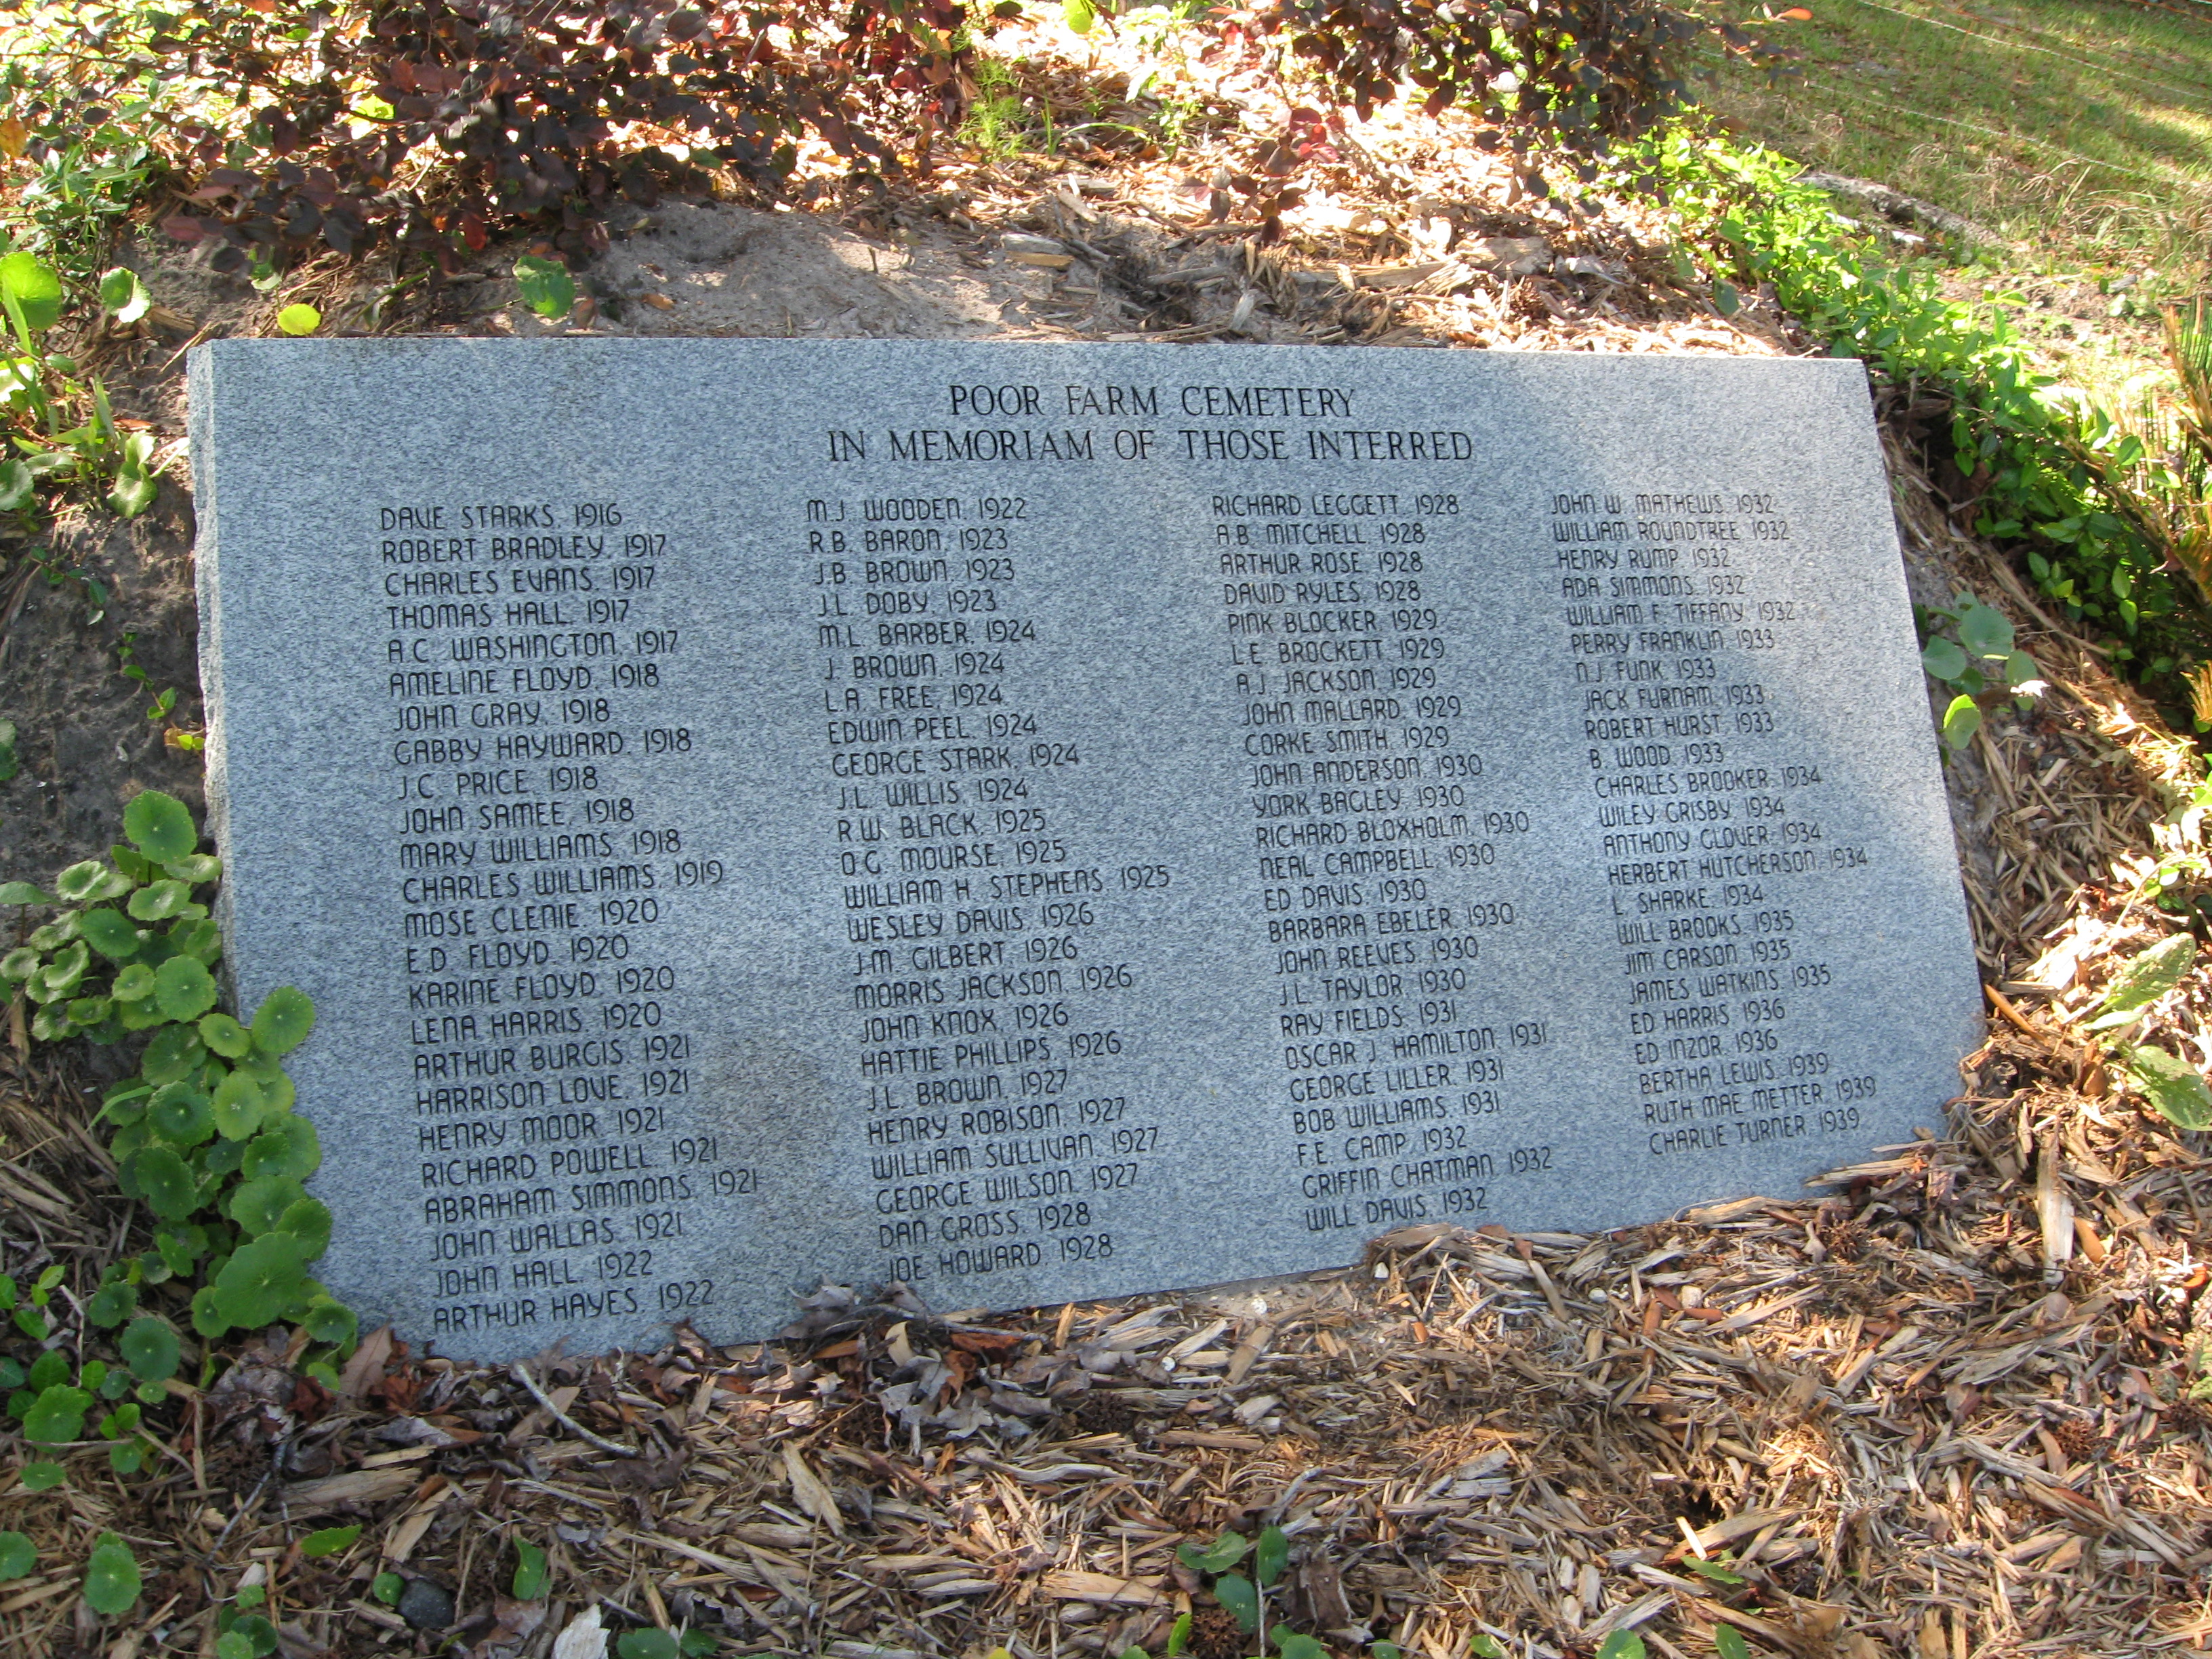 POOR FARM CEMETERY
IN MEMORIAM OF THOSE INTERRED
DAVE STARKS, 1916
ROBERT BRADLEY, 1917
CHARLES EVANS, 1917
THOMAS HALL, 1917
A.C. WASHINGTON, 1917
AMELINE FLOYD, 1918
JOHN GRAY, 1918
GABBY HAYWARD, 1918
J.C. PRICE, 1918
JOHN SAMEE, 1918
MARY WILLIAMS, 1918
CHARLES WILLIAMS, 1919
MOSE CLENIE, 1920
E.D. FLOYD, 1920
KARINE FLOYD, 1920
LENA HARRIS, 1920
ARTHUR BURGIS, 1921
HARRISON LOVE, 1921
HENRY MOOR, 1921
RICHARD POWELL, 1921
ABRAHAM SIMMONS, 1921
JOHN WALLAS, 1921
JOHN HALL, 1922
ARTHUR HAYES, 1922
M.J. WOODEN, 1922
R.B. BARON, 1923
J.B. BROWN, 1923
J.L. DOBY, 1923
M.L. BARBER, 1924
J. BROWN, 1924
L.A. FREE, 1924
EDWIN PEEL, 1924
GEORGE STARK, 1924
J.L. WILLIS, 1924
R.W. BLACK, 1925
O.G. MOURSE, 1925
WILLIAM H. STEPHENS, 1925
WESLEY DAVIS, 1926
J.M. GILBERT, 1926
MORRIS JACKSON, 1926
JOHN KNOX, 1926
HATTIE PHILLIPS, 1926
J.L. BROWN, 1927
HENRY ROBISON, 1927
WILLIAM SULLIVAN, 1927
GEORGE WILSON, 1927
DAN GROSS, 1928
JOE HOWARD, 1928
RICHARD LEGGETT, 1928
A.B. MITCHELL, 1928
ARTHUR ROSE, 1928
DAVID RYLES, 1928
PINK BLOCKER, 1929
L.E. BROCKETT, 1929
A.J. JACKSON, 1929
JOHN MALLARD, 1929
CORKE SMITH, 1929
JOHN ANDERSON, 1930
YORK BAGLEY, 1930
RICHARD BLOXHOLM, 1930
NEAL CAMPBELL, 1930
ED DAVIS, 1930
BARBARA EBELER, 1930
JOHN REEVES, 1930
J.L. TAYLOR, 1930
RAY FIELDS, 1931
OSCAR J. HAMILTON, 1931
GEORGE LILLER, 1931
BOB WILLIAMS, 1931
F.E. CAMP, 1932
GRIFFIN CHATMAN, 1932
WILL DAVIS, 1932
JOHN W. MATHEWS, 1932
WILLIAM ROUNDTREE, 1932
HENRY RUMP, 1932
ADA SIMMONS, 1932
WILLIAM F. TIFFANY, 1932
PERRY FRANKLIN, 1933
N.J. FUNK, 1933
JACK FURNAM, 1933
ROBERT HURST, 1933
B. WOOD, 1933
CHARLES BROOKER, 1934
WILEY GRISBY, 1934
ANTHONY GLOVER, 1934
HERBERT HUTCHERSON, 1934
L. SHARKE, 1934
WILL BROOKS, 1935
JIM CARSON, 1935
JAMES WATKINS, 1935
ED HARRIS, 1936
ED INZOR, 1936
BERTHA LEWIS, 1939
RUTH MAE METTER, 1939
CHARLIE TURNER, 1939